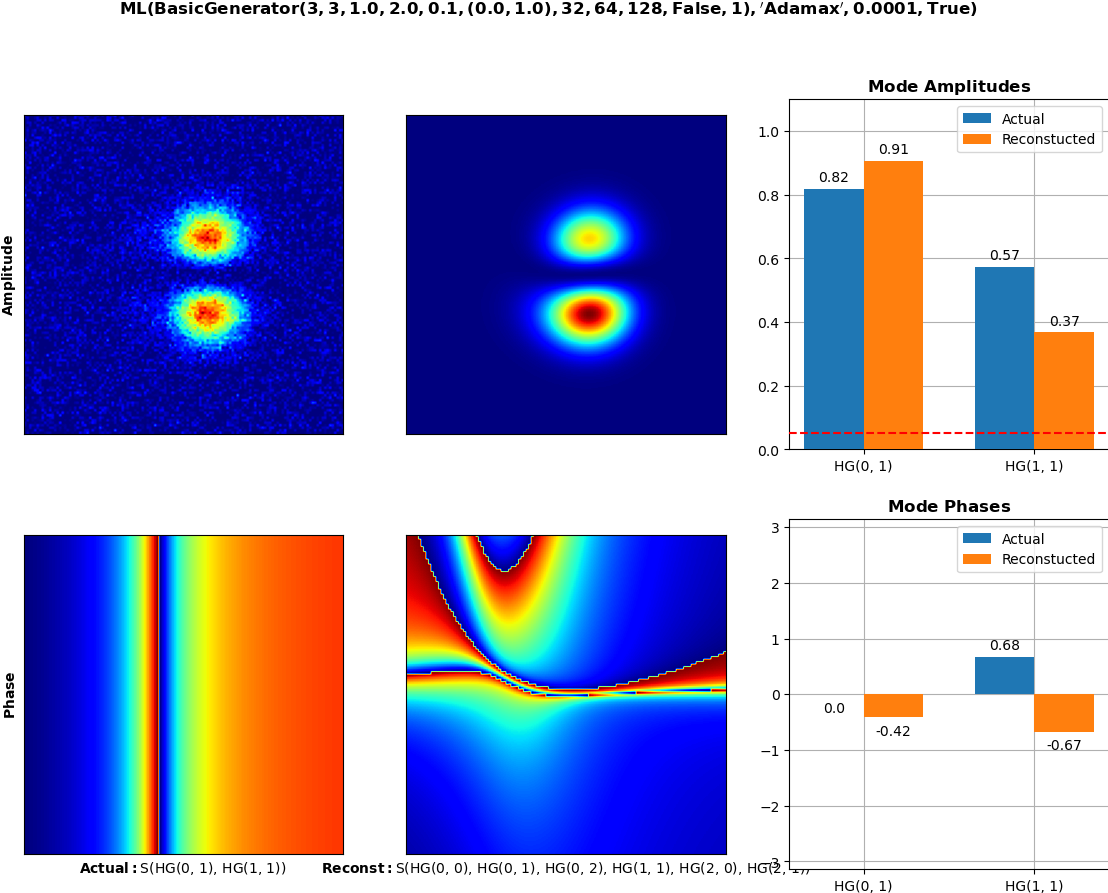 ML(BasicGenerator(3, 3, 1.0, 2.0, 0.1, (0.0, 1.0), 32, 64, 128, False, 1), ′Adamax′, 0.0001, True)
Amplitude
Mode Amplitudes
Actual
Reconstucted
1.0
0.8
0.6
0.4
0.2
0.0
0.82
0.91
0.57
0.37
HG(0, 1)
HG(1, 1)
Phase
Mode Phases
Actual
Reconstucted
3
2
1
0
−1
−2
−3
0.0
-0.42
0.68
-0.67
HG(0, 1)
HG(1, 1)
Actual: S(HG(0, 1), HG(1, 1))
Reconst: S(HG(0, 0), HG(0, 1), HG(0, 2), HG(1, 1), HG(2, 0), HG(2, 1))